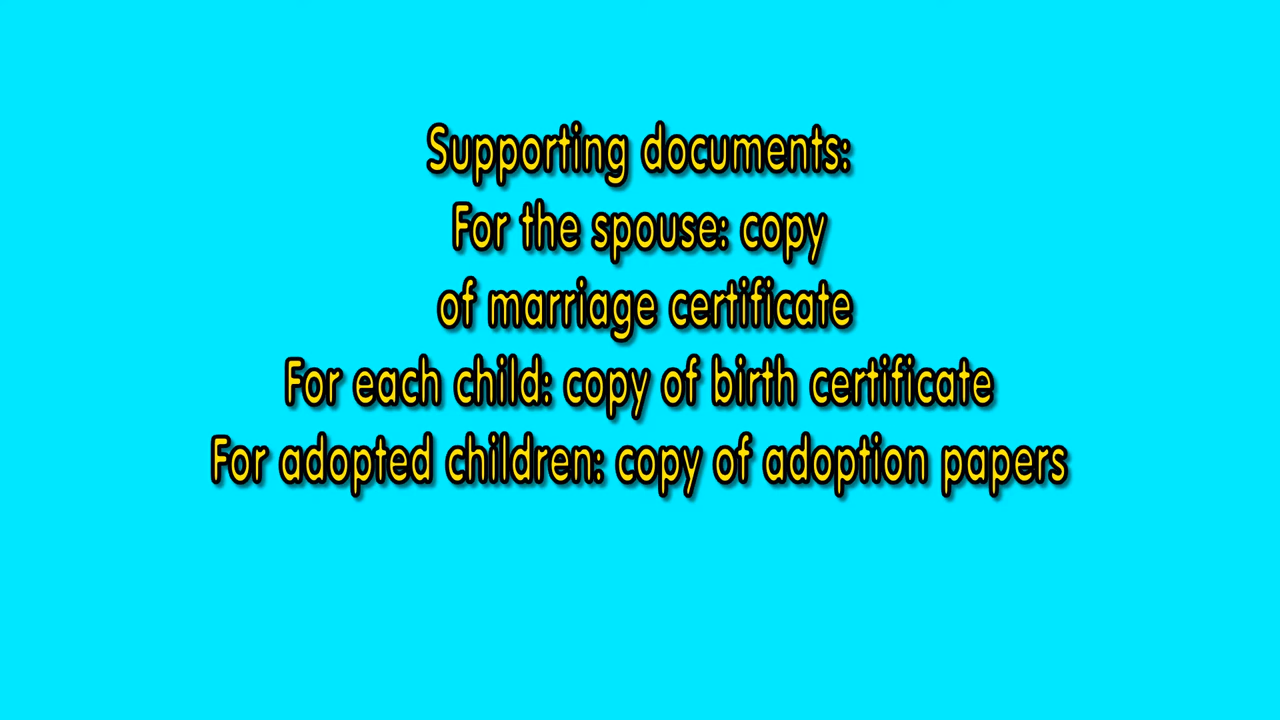 Supporting documents:
For the spouse: copy
of marriage certificate
For each child: copy of birth certificate
For adopted children: copy of adoption papers